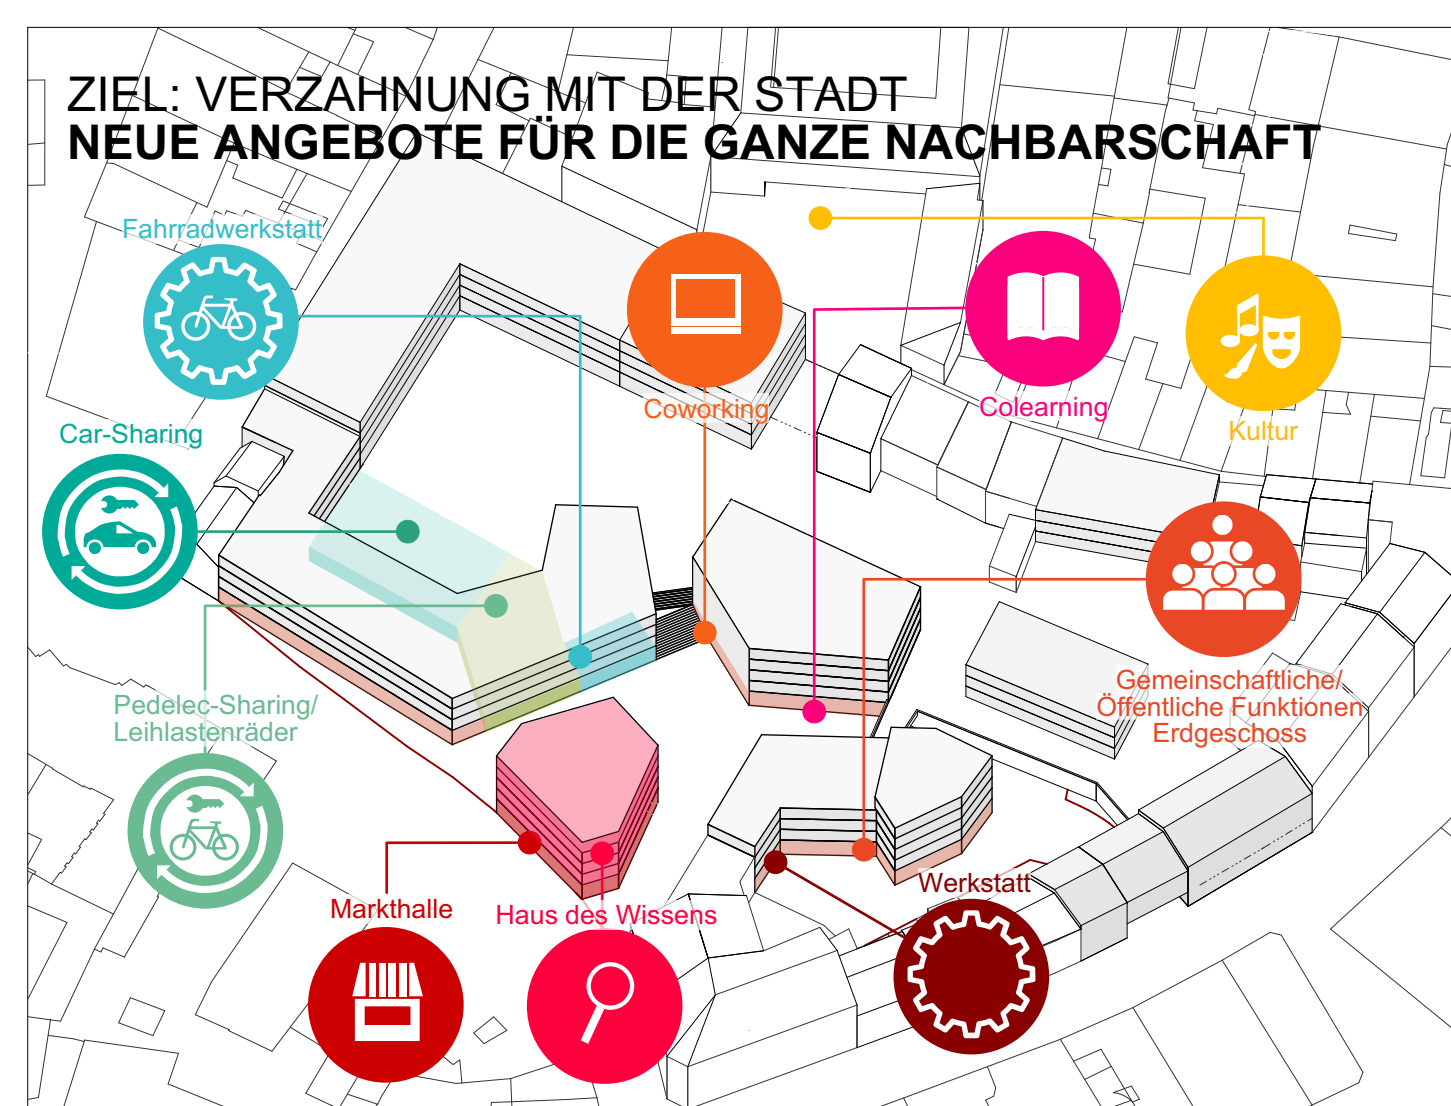 ZIEL: VERZAHNUNG MIT DER STADT
NEUE ANGEBOTE FÜR DIE GANZE NACHBARSCHAFT
Fahrradwerkstatt
Coworking
Colearning
Kultur
Car-Sharing
Pedelec-Sharing/
Leihlastenräder
Gemeinschaftliche/
Öffentliche Funktionen
Erdgeschoss
Markthalle
Haus des Wissens
Werkstatt